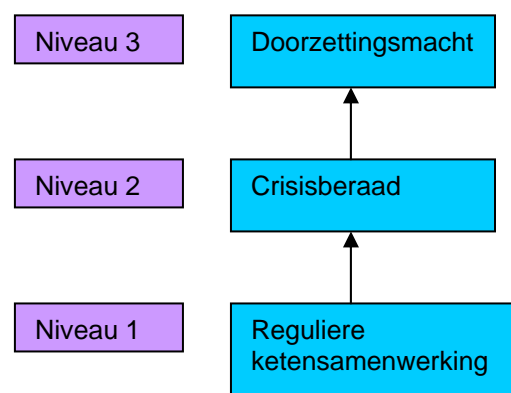 Niveau 3
Doorzettingsmacht
Niveau 2
Crisisberaad
Niveau 1
Reguliere
ketensamenwerking